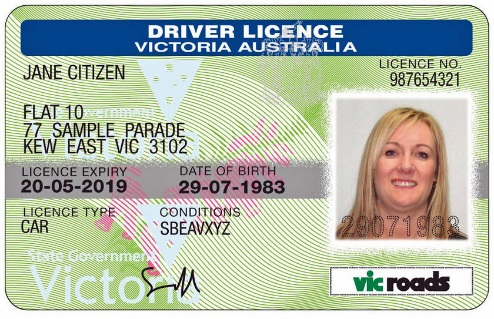 DRIVER LICENCE
VICTORIA AUSTRALIA
JANE CITIZEN
LICENCE NO.
987654321
FLAT 10
77 SAMPLE PARADE
KEW EAST VIC 3102
LICENCE EXPIRY DATE OF BIRTH
20-05-2019 29-07-1983
29071983
LICENCE TYPE CONDITIONS
CAR SBEAVXYZ
State Government
Victoria
vic roads